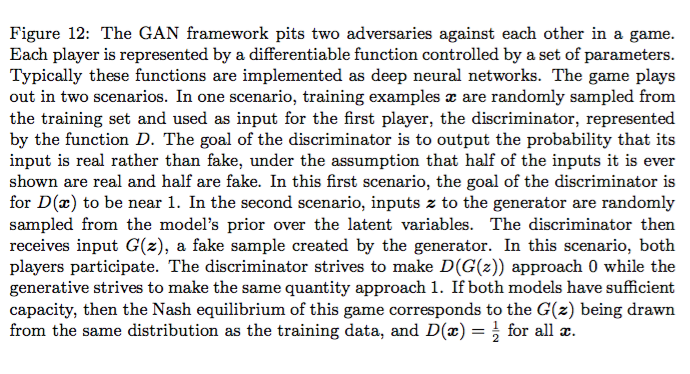 Figure 12: The GAN framework pits two adversaries against each other in a game.
Each player is represented by a differentiable function controlled by a set of parameters.
Typically these functions are implemented as deep neural networks. The game plays
out in two scenarios. In one scenario, training examples x are randomly sampled from
the training set and used as input for the first player, the discriminator, represented
by the function D. The goal of the discriminator is to output the probability that its
input is real rather than fake, under the assumption that half of the inputs it is ever
shown are real and half are fake. In this first scenario, the goal of the discriminator is
for D(x) to be near 1. In the second scenario, inputs z to the generator are randomly
sampled from the model's prior over the latent variables. The discriminator then
receives input G(z), a fake sample created by the generator. In this scenario, both
players participate. The discriminator strives to make D(G(z)) approach 0 while the
generative strives to make the same quantity approach 1. If both models have sufficient
capacity, then the Nash equilibrium of this game corresponds to the G(z) being drawn
from the same distribution as the training data, and D(x) = 1/2 for all x.